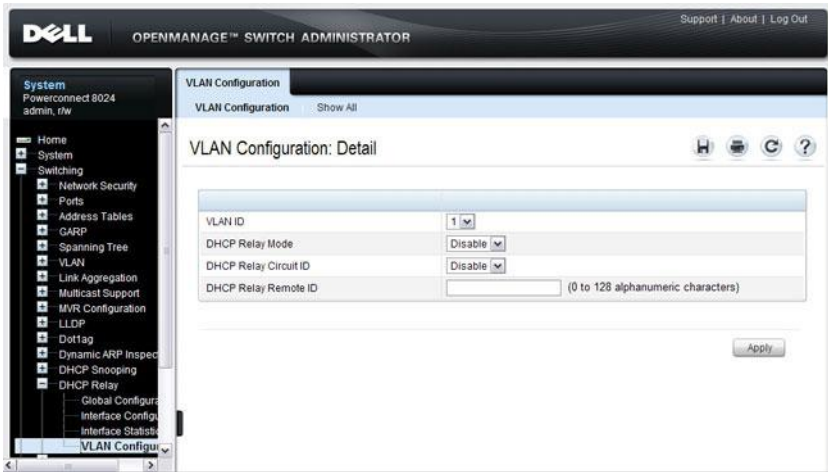 Support | About | Log Out
DELL OPENMANAGE™ SWITCH ADMINISTRATOR
System
Powerconnect 8024
admin, r/w
Home
System
Switching
Network Security
Ports
Address Tables
GARP
Spanning Tree
VLAN
Link Aggregation
Multicast Support
MVR Configuration
LLDP
Dot1ag
Dynamic ARP Inspec
DHCP Snooping
DHCP Relay
Global Configura
Interface Configu
Interface Statistic
VLAN Configur
VLAN Configuration
VLAN Configuration Show All
VLAN Configuration: Detail
VLAN ID 1
DHCP Relay Mode Disable
DHCP Relay Circuit ID Disable
DHCP Relay Remote ID (0 to 128 alphanumeric characters)
Apply